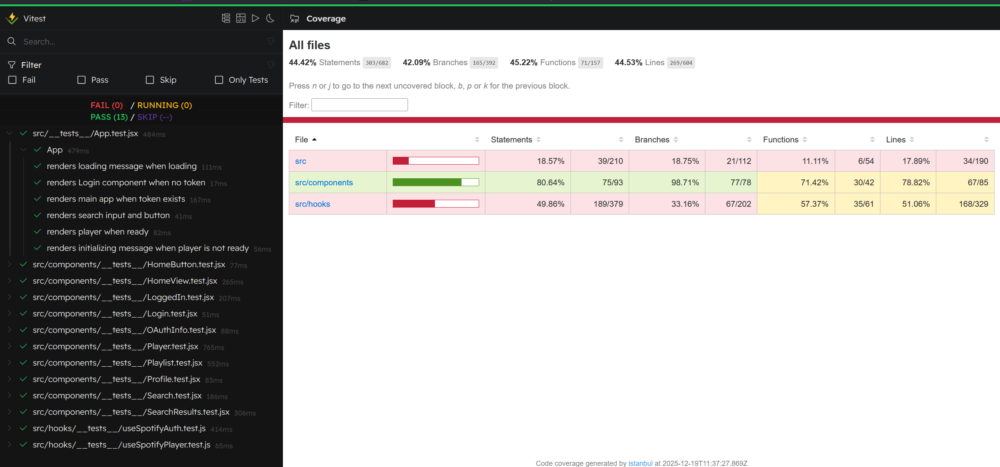 Vitest
Search...
Filter
Fail
Pass
Skip
Only Tests
FAIL (0) / RUNNING (0)
PASS (13) / SKIP (--)
src/__tests__/App.test.jsx 484ms
App 479ms
renders loading message when loading 111ms
renders Login component when no token 17ms
renders main app when token exists 167ms
renders search input and button 41ms
renders player when ready 82ms
renders initializing message when player is not ready 56ms
src/components/__tests__/HomeButton.test.jsx 77ms
src/components/__tests__/HomeView.test.jsx 265ms
src/components/__tests__/LoggedIn.test.jsx 207ms
src/components/__tests__/Login.test.jsx 51ms
src/components/__tests__/OAuthInfo.test.jsx 88ms
src/components/__tests__/Player.test.jsx 765ms
src/components/__tests__/Playlist.test.jsx 552ms
src/components/__tests__/Profile.test.jsx 83ms
src/components/__tests__/Search.test.jsx 186ms
src/components/__tests__/SearchResults.test.jsx 306ms
src/hooks/__tests__/useSpotifyAuth.test.js 414ms
src/hooks/__tests__/useSpotifyPlayer.test.js 65ms
Coverage
All files
44.42% Statements 303/682 42.09% Branches 165/392 45.22% Functions 71/157 44.53% Lines 269/604
Press n or j to go to the next uncovered block, b, p or k for the previous block.
Filter:
File Statements Branches Functions Lines
src 18.57% 39/210 18.75% 21/112 11.11% 6/54 17.89% 34/190
src/components 80.64% 75/93 98.71% 77/78 71.42% 30/42 78.82% 67/85
src/hooks 49.86% 189/379 33.16% 67/202 57.37% 35/61 51.06% 168/329
Code coverage generated by istanbul at 2025-12-19T11:37:27.869Z